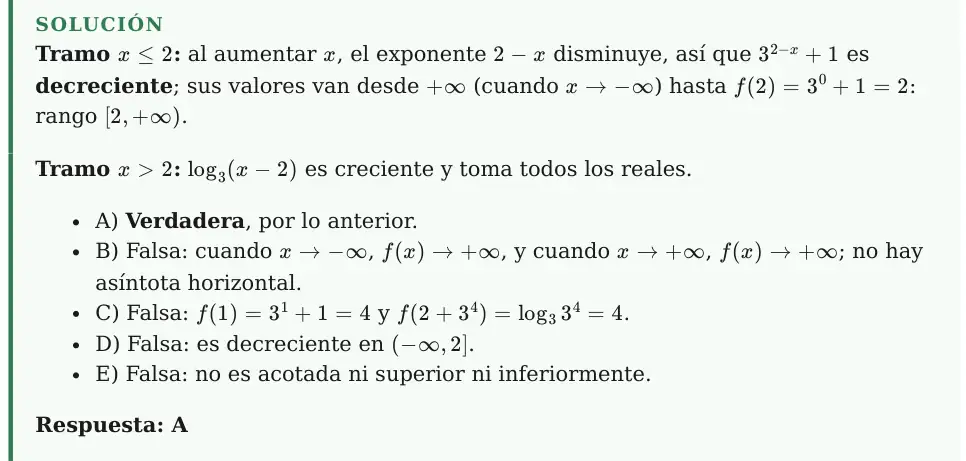 SOLUCIÓN
Tramo x ≤ 2: al aumentar x, el exponente 2 − x disminuye, así que 3^{2−x} + 1 es
decreciente; sus valores van desde +∞ (cuando x → −∞) hasta f(2) = 3^0 + 1 = 2:
rango [2, +∞).
Tramo x > 2: log_3(x − 2) es creciente y toma todos los reales.
• A) Verdadera, por lo anterior.
• B) Falsa: cuando x → −∞, f(x) → +∞, y cuando x → +∞, f(x) → +∞; no hay
asíntota horizontal.
• C) Falsa: f(1) = 3^1 + 1 = 4 y f(2 + 3^4) = log_3 3^4 = 4.
• D) Falsa: es decreciente en (−∞, 2].
• E) Falsa: no es acotada ni superior ni inferiormente.
Respuesta: A